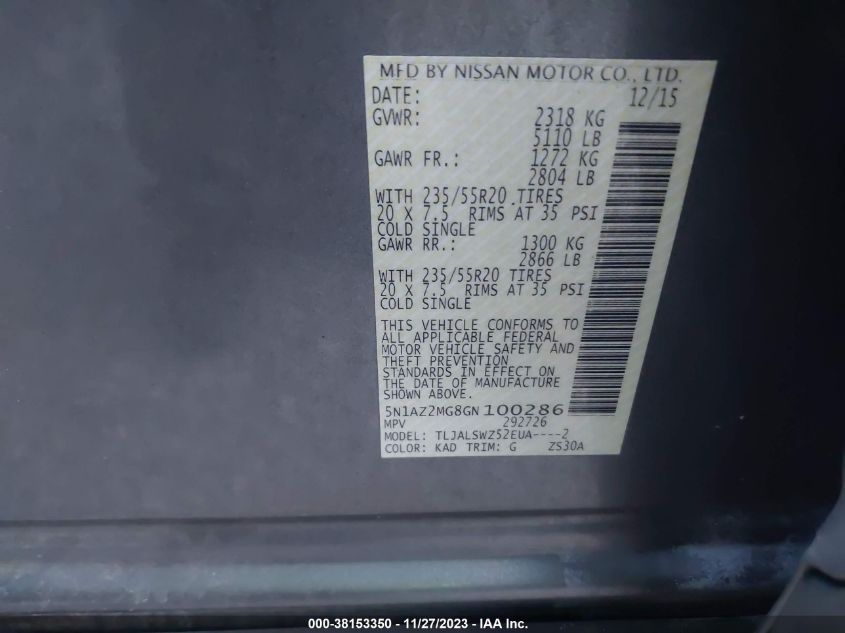 MFD BY NISSAN MOTOR CO., LTD.
DATE: 12/15
GVWR: 2318 KG
5110 LB
GAWR FR.: 1272 KG
2804 LB
WITH 235/55R20 TIRES
20 X 7.5 RIMS AT 35 PSI
COLD SINGLE
GAWR RR.: 1300 KG
2866 LB
WITH 235/55R20 TIRES
20 X 7.5 RIMS AT 35 PSI
COLD SINGLE
THIS VEHICLE CONFORMS TO
ALL APPLICABLE FEDERAL
MOTOR VEHICLE SAFETY AND
THEFT PREVENTION
STANDARDS IN EFFECT ON
THE DATE OF MANUFACTURE
SHOWN ABOVE.
5N1AZ2MG8GN100286
MPV 292726
MODEL: TLJALSWZ52EUA----2
COLOR: KAD TRIM: G ZS30A
000-38153350 - 11/27/2023 - IAA Inc.